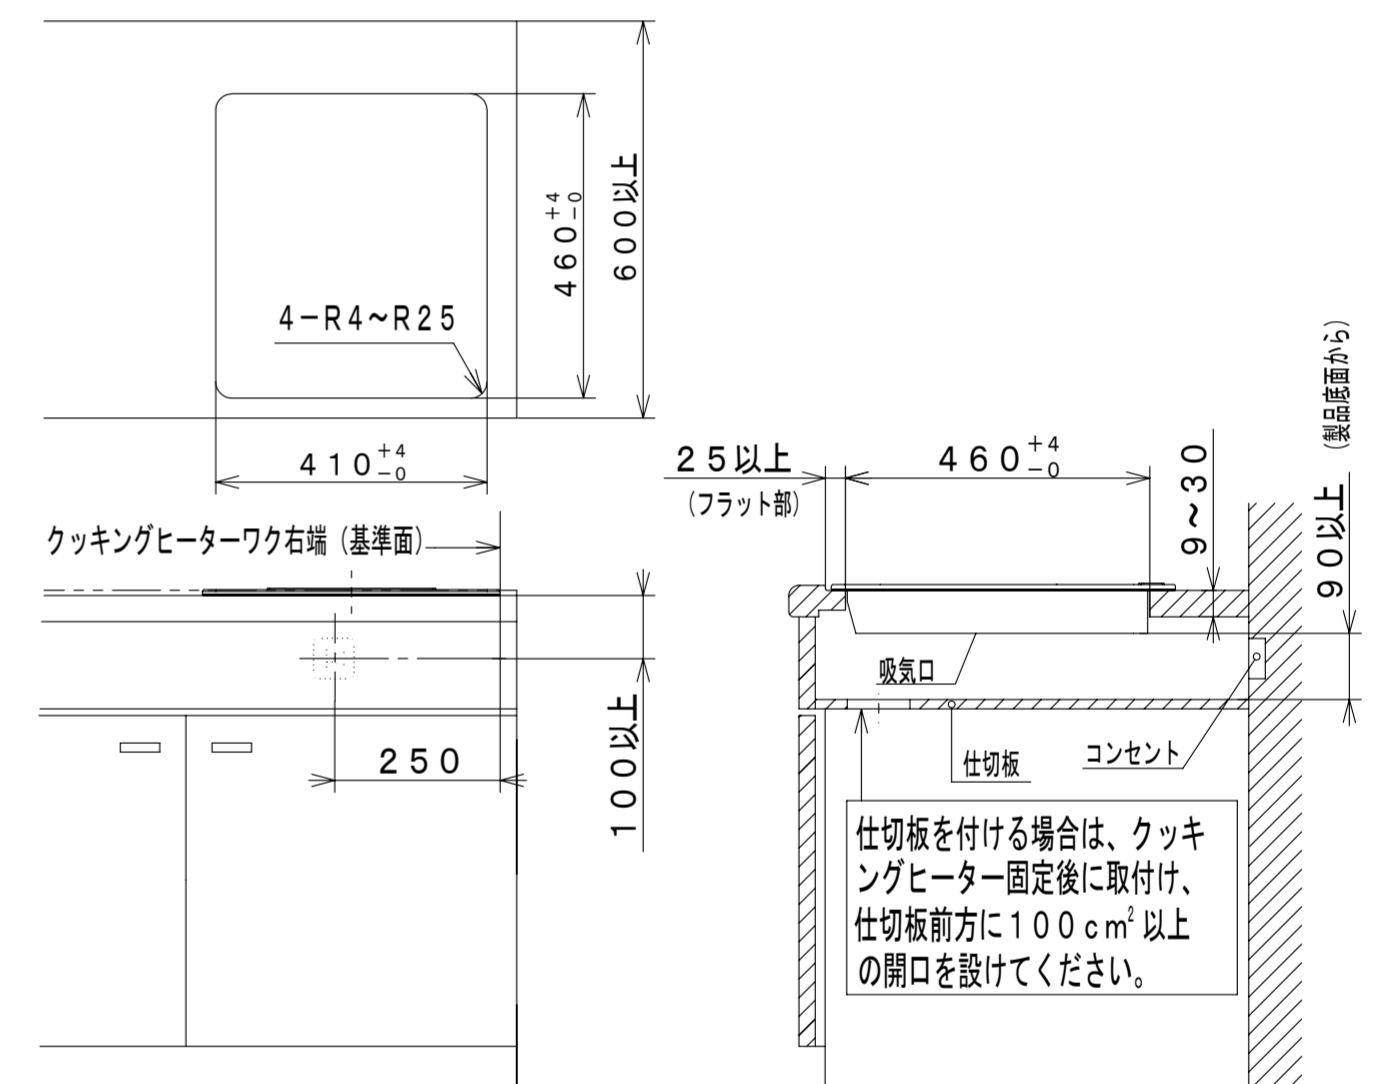 600以上
460+4-0
4-R4~R25
410+4-0
クッキングヒーターワク右端(基準面)
250
100以上
25以上
(フラット部)
460+4-0
9~30
90以上
(製品底面から)
吸気口
仕切板
コンセント
仕切板を付ける場合は、クッキ
ングヒーター固定後に取付け、
仕切板前方に100cm²以上
の開口を設けてください。